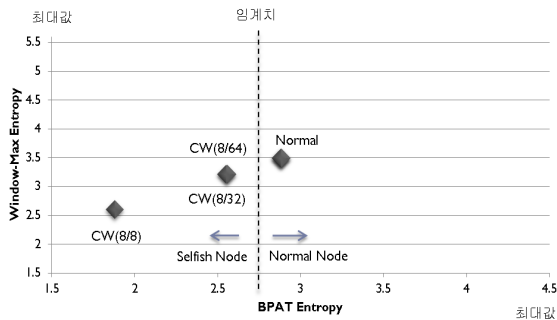 최대값
임계치
5.5
5
4.5
4
3.5
3
2.5
2
1.5
Window-Max Entropy
CW(8/64)
Normal
CW(8/32)
CW(8/8)
Selfish Node
Normal Node
1.5
2
2.5
3
3.5
4
4.5
BPAT Entropy
최대값